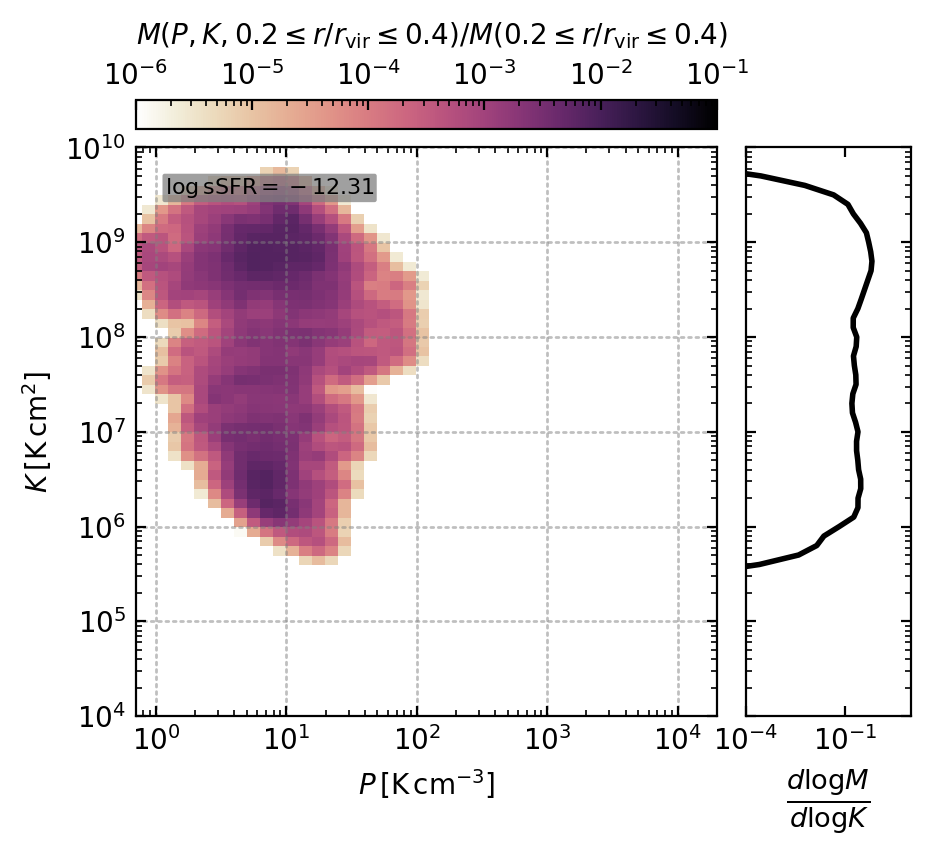 M(P, K, 0.2 ≤ r/r_vir ≤ 0.4)/M(0.2 ≤ r/r_vir ≤ 0.4)
10^−6 10^−5 10^−4 10^−3 10^−2 10^−1
10^10
log sSFR = −12.31
10^9
10^8
K [K cm^2]
10^7
10^6
10^5
10^4
10^0 10^1 10^2 10^3 10^4 10^−4 10^−1
P [K cm^−3]
dlogM
dlogK